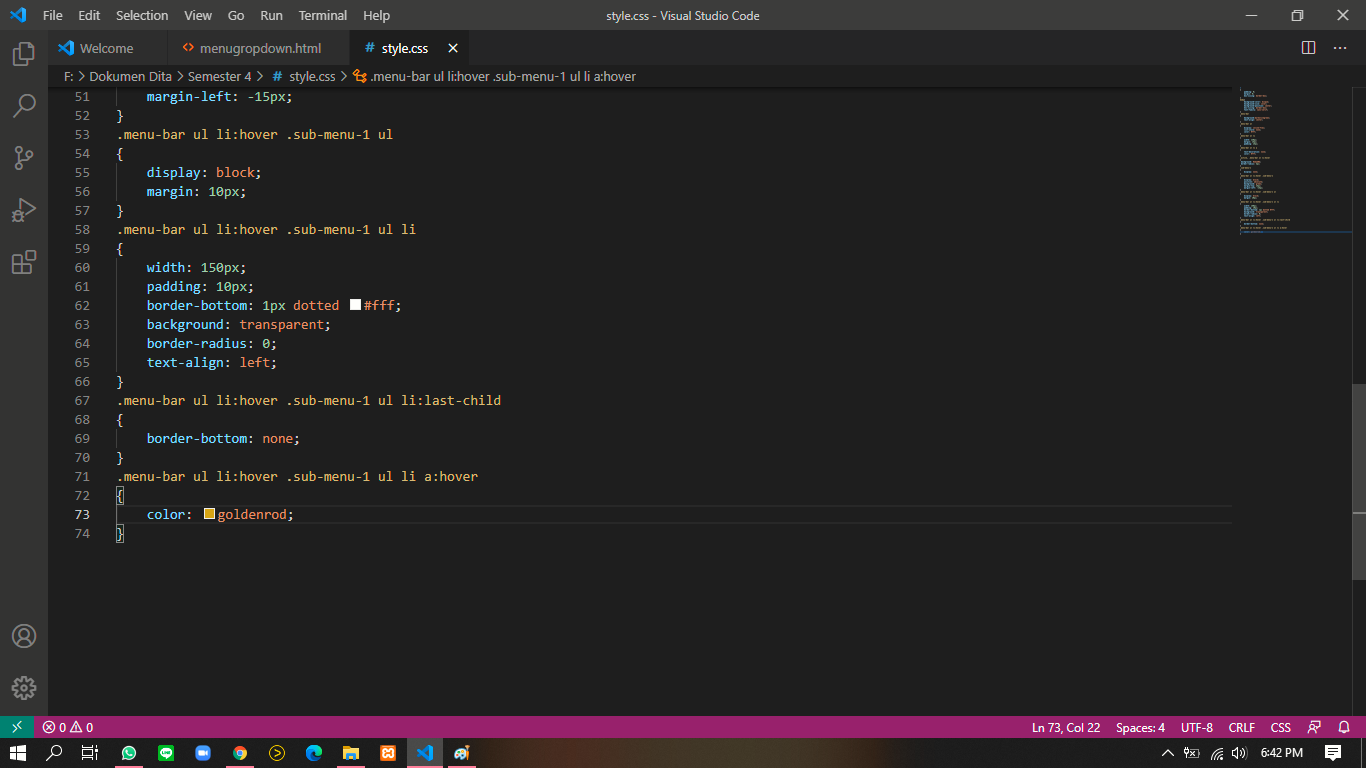 File Edit Selection View Go Run Terminal Help style.css - Visual Studio Code
Welcome menugropdown.html # style.css
F: > Dokumen Dita > Semester 4 > # style.css > .menu-bar ul li:hover .sub-menu-1 ul li a:hover
51 margin-left: -15px;
52 }
53 .menu-bar ul li:hover .sub-menu-1 ul
54 {
55 display: block;
56 margin: 10px;
57 }
58 .menu-bar ul li:hover .sub-menu-1 ul li
59 {
60 width: 150px;
61 padding: 10px;
62 border-bottom: 1px dotted #fff;
63 background: transparent;
64 border-radius: 0;
65 text-align: left;
66 }
67 .menu-bar ul li:hover .sub-menu-1 ul li:last-child
68 {
69 border-bottom: none;
70 }
71 .menu-bar ul li:hover .sub-menu-1 ul li a:hover
72 {
73 color: goldenrod;
74 }
0 0 Ln 73, Col 22 Spaces: 4 UTF-8 CRLF CSS
6:42 PM